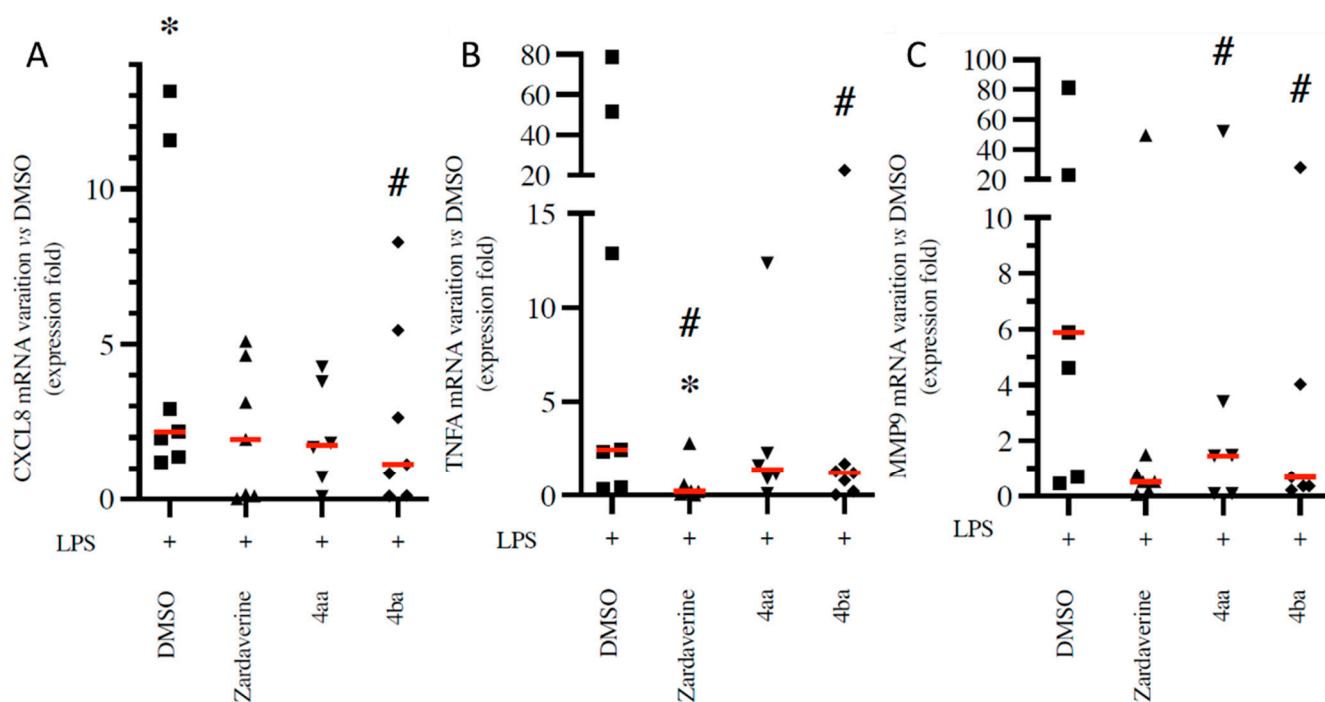 A
*
CXCL8 mRNA varaition vs DMSO
(expression fold)
10
5
0
#
LPS + + + +
DMSO
Zardaverine
4aa
4ba
B
TNFA mRNA varaition vs DMSO
(expression fold)
80
60
40
20
15
10
5
0
#
*
#
LPS + + + +
DMSO
Zardaverine
4aa
4ba
C
MMP9 mRNA varaition vs DMSO
(expression fold)
100
80
60
40
20
10
8
6
4
2
0
#
#
LPS + + + +
DMSO
Zardaverine
4aa
4ba